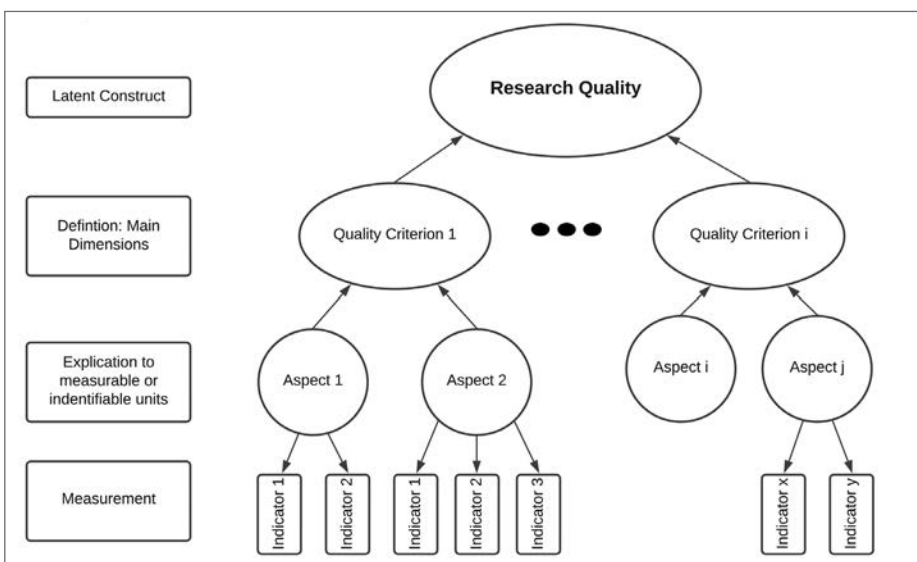 Latent Construct
Research Quality
Defintion: Main
Dimensions
Quality Criterion 1
Quality Criterion i
Explication to
measurable or
indentifiable units
Aspect 1
Aspect 2
Aspect i
Aspect j
Measurement
Indicator 1
Indicator 2
Indicator 1
Indicator 2
Indicator 3
Indicator x
Indicator y